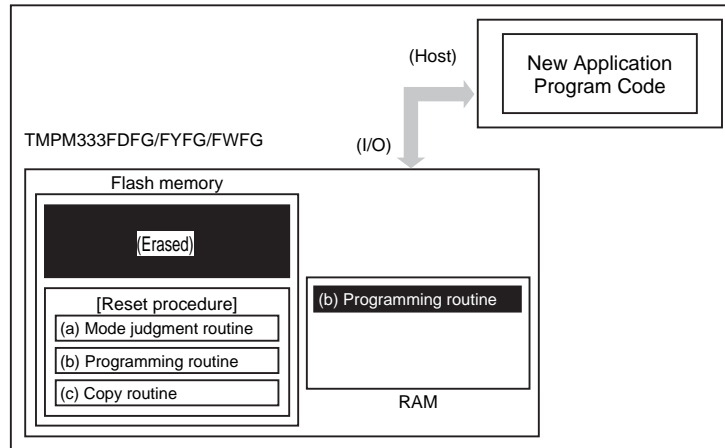 (Host)
New Application
Program Code
TMPM333FDFG/FYFG/FWFG
(I/O)
Flash memory
(Erased)
[Reset procedure]
(a) Mode judgment routine
(b) Programming routine
(c) Copy routine
(b) Programming routine
RAM